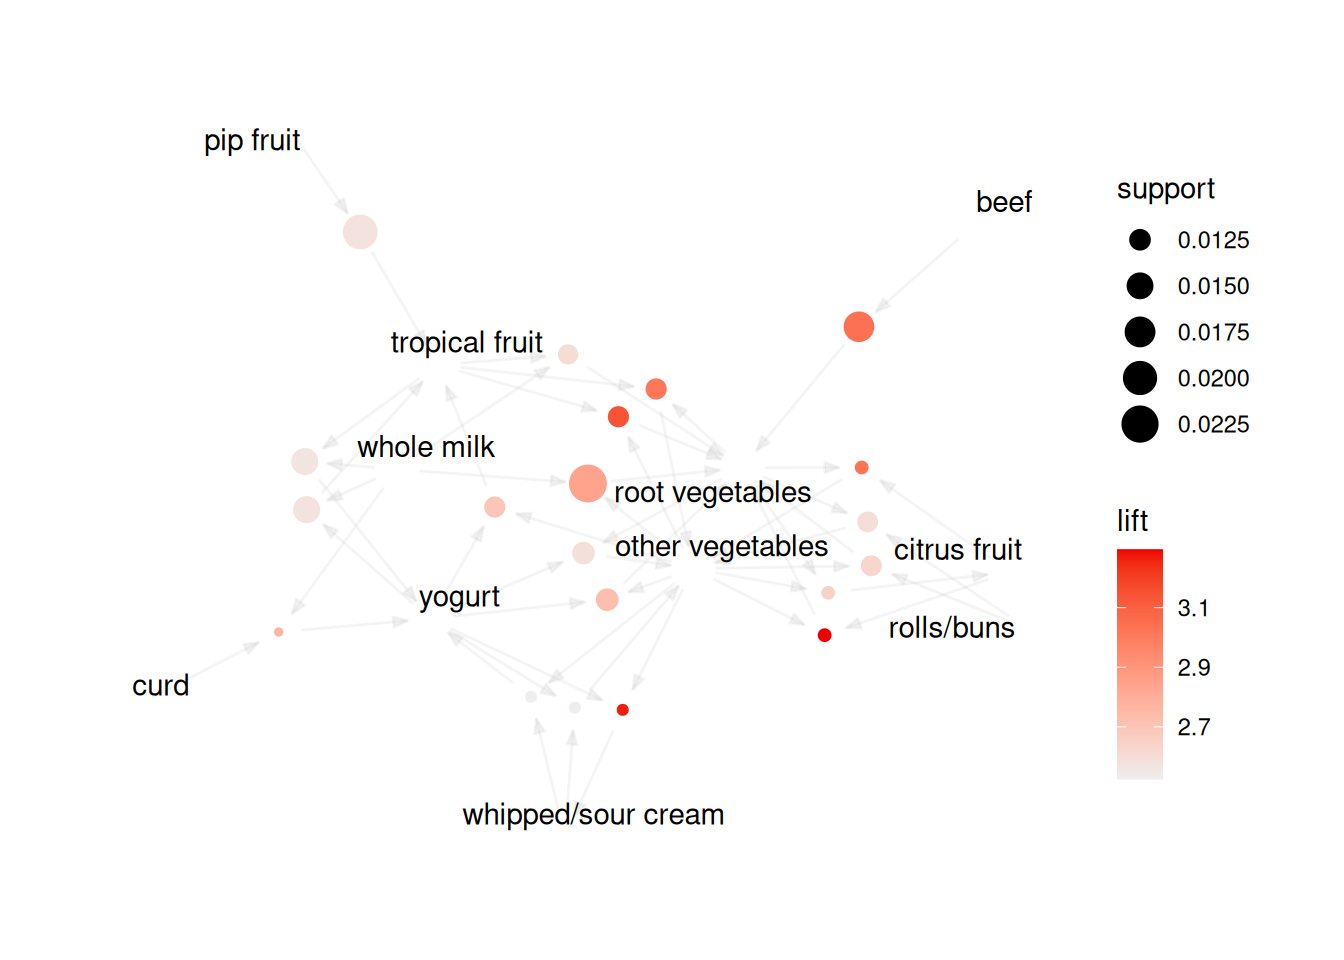 pip fruit
beef
tropical fruit
whole milk
root vegetables
other vegetables
citrus fruit
yogurt
rolls/buns
curd
whipped/sour cream
support
0.0125
0.0150
0.0175
0.0200
0.0225
lift
3.1
2.9
2.7